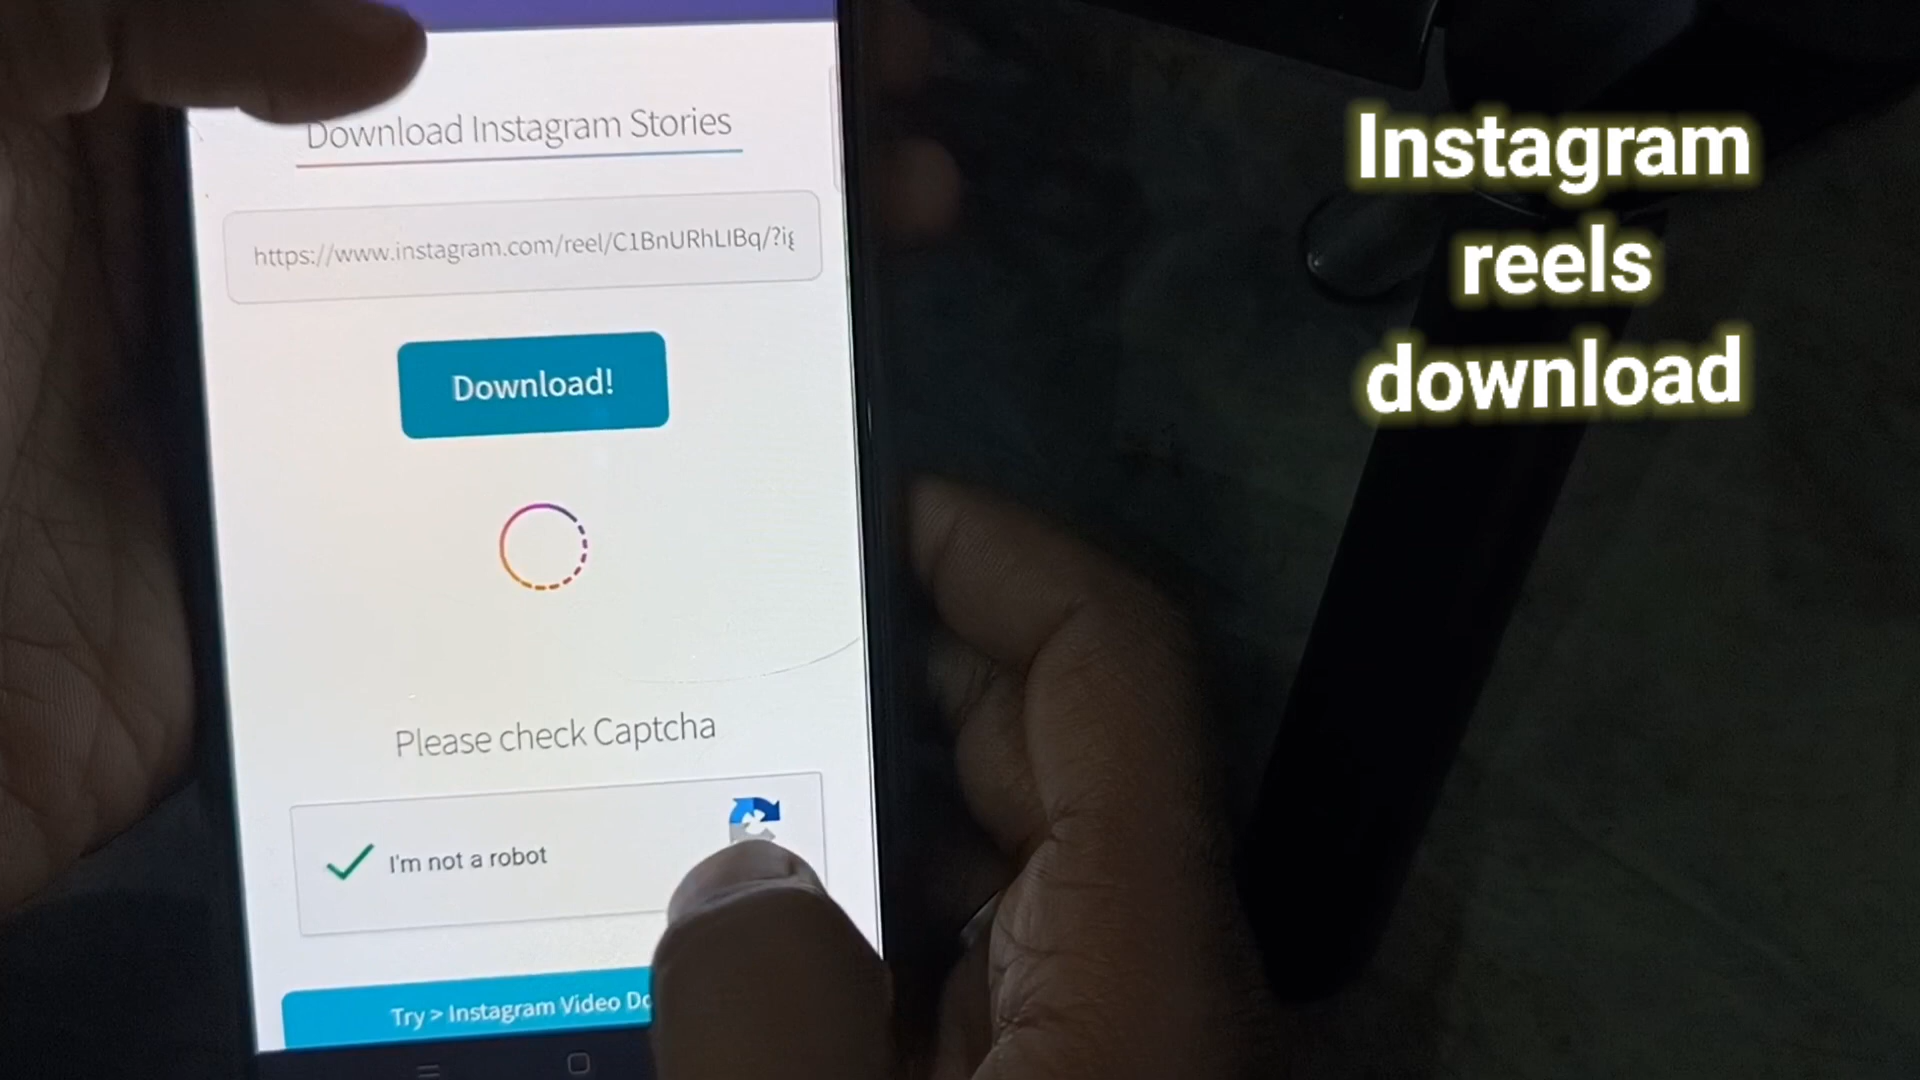 Download Instagram Stories
https://www.instagram.com/reel/C1BnURhLIBq/?ig
Download!
Please check Captcha
I'm not a robot
Try > Instagram Video
Instagram
reels
download